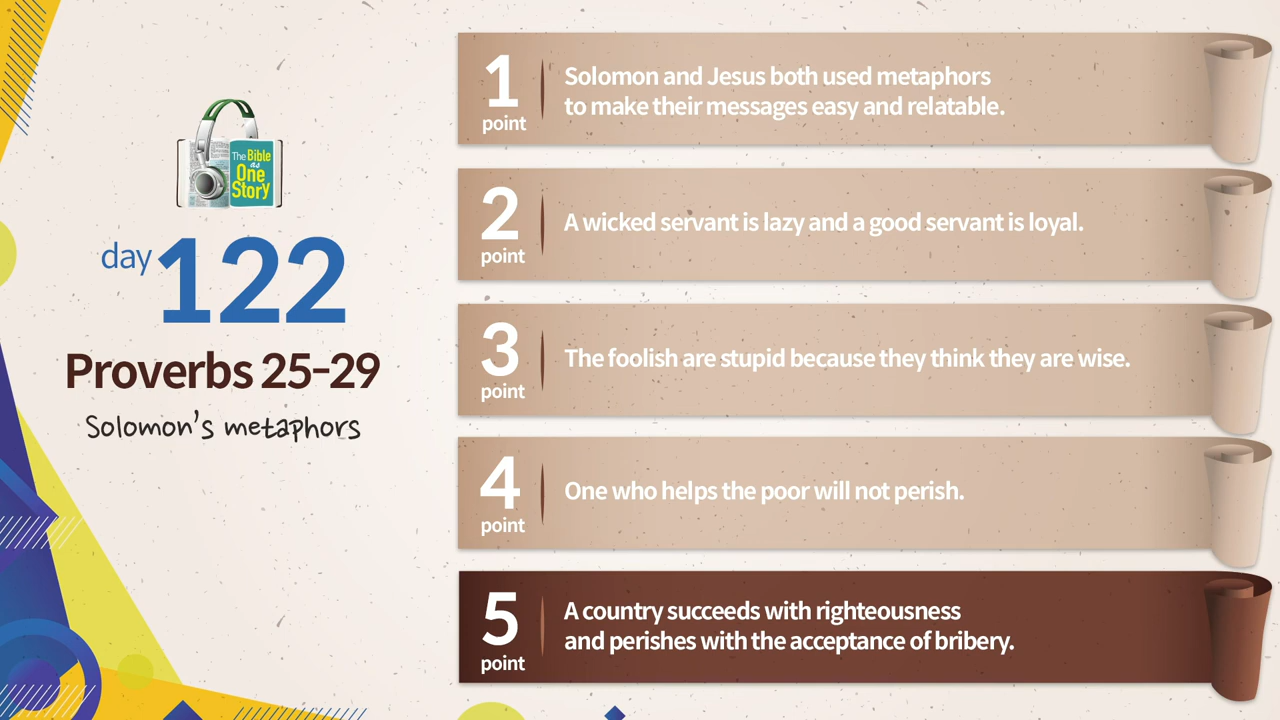 The Bible
as
One
Story
day 122
Proverbs 25-29
Solomon's metaphors
1
point
Solomon and Jesus both used metaphors
to make their messages easy and relatable.
2
point
A wicked servant is lazy and a good servant is loyal.
3
point
The foolish are stupid because they think they are wise.
4
point
One who helps the poor will not perish.
5
point
A country succeeds with righteousness
and perishes with the acceptance of bribery.